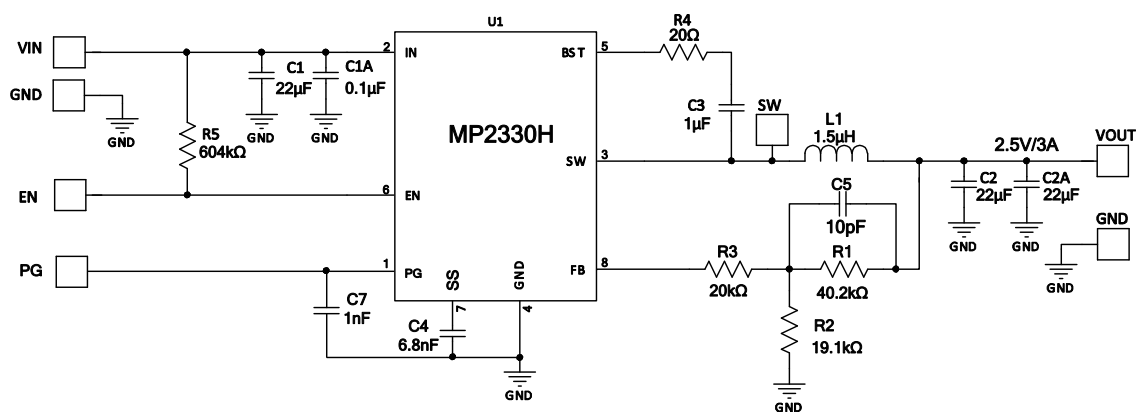 U1
R4
20Ω
VIN
2
IN
BST
5
C1
22µF
C1A
0.1µF
GND
GND
GND
GND
C3
1µF
SW
MP2330H
L1
1.5µH
R5
604kΩ
SW
3
2.5V/3A
VOUT
C2
22µF
C2A
22µF
EN
6
EN
C5
10pF
GND
GND
GND
GND
PG
1
PG
SS
GND
FB
8
R3
20kΩ
R1
40.2kΩ
C7
1nF
7
4
C4
6.8nF
R2
19.1kΩ
GND
GND